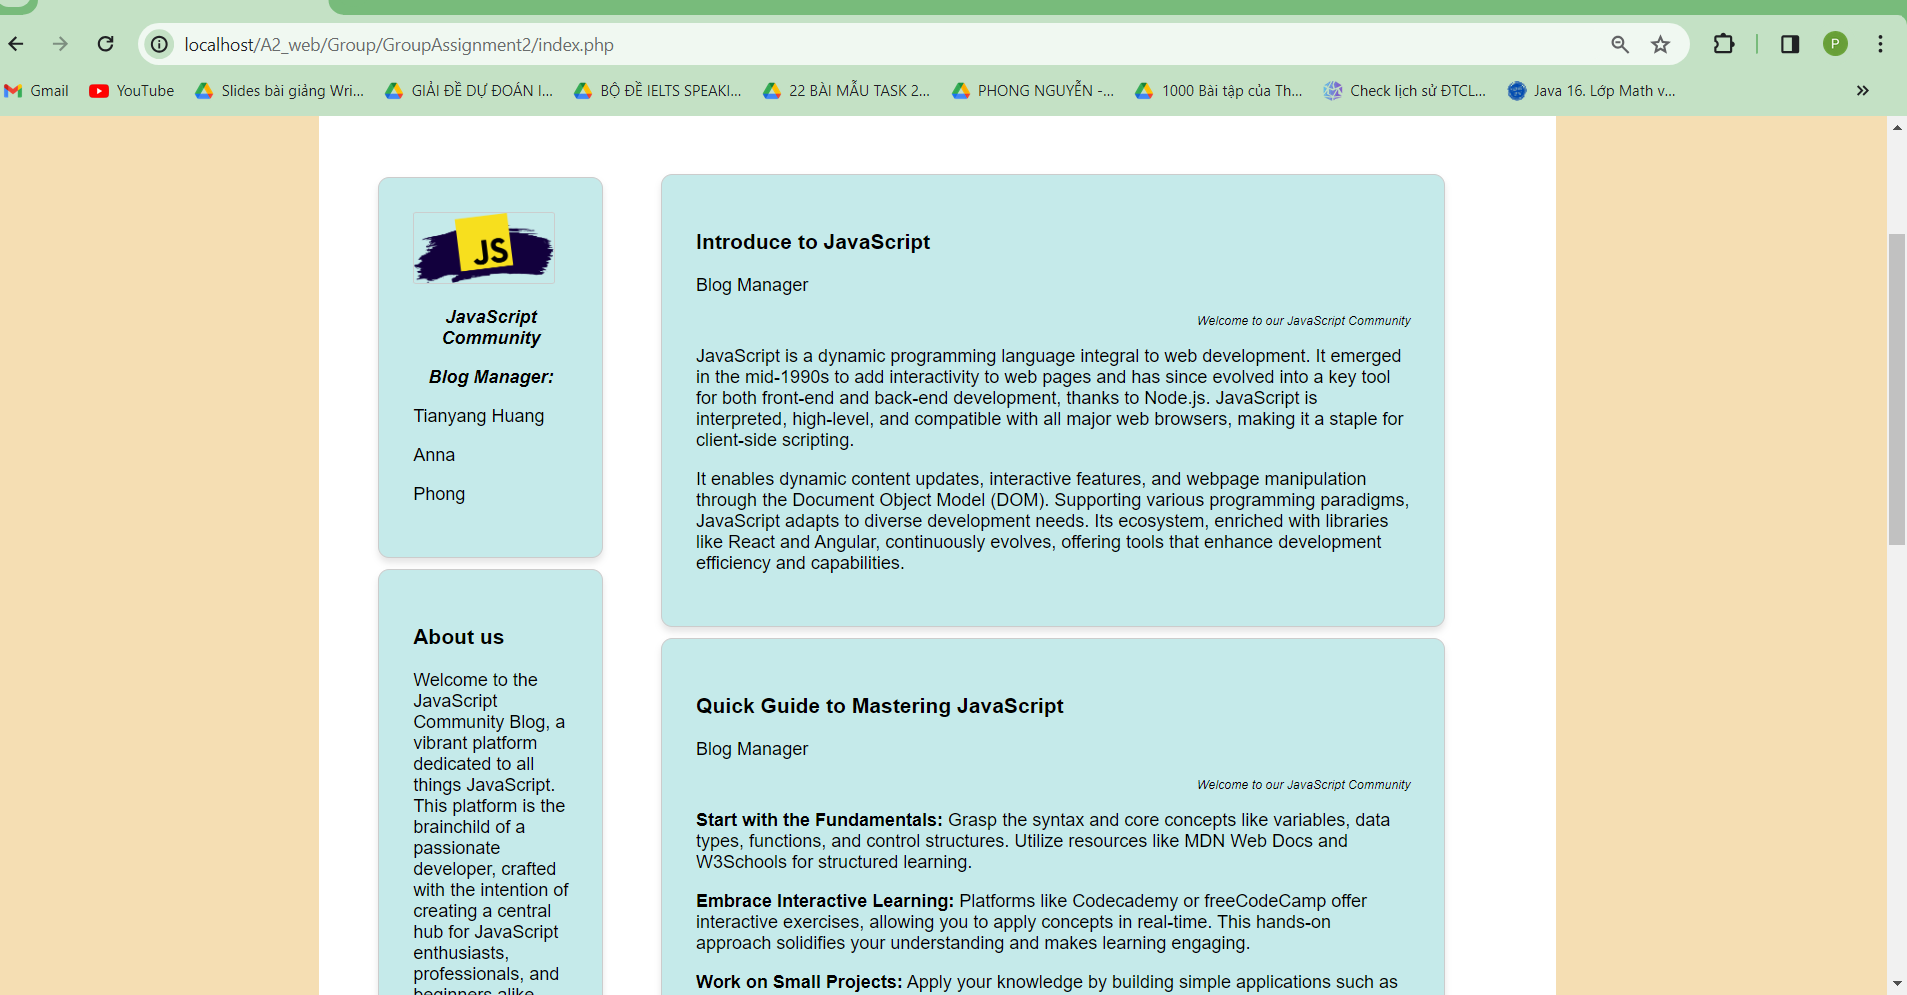 localhost/A2_web/Group/GroupAssignment2/index.php
P
Gmail
YouTube
Slides bài giảng Wri...
GIẢI ĐỀ DỰ ĐOÁN I...
BỘ ĐỀ IELTS SPEAKI...
22 BÀI MẪU TASK 2...
PHONG NGUYỄN -...
1000 Bài tập của Th...
Check lịch sử ĐTCL...
Java 16. Lớp Math v...
JS
JavaScript
Community
Blog Manager:
Tianyang Huang
Anna
Phong
About us
Welcome to the
JavaScript
Community Blog, a
vibrant platform
dedicated to all
things JavaScript.
This platform is the
brainchild of a
passionate
developer, crafted
with the intention of
creating a central
hub for JavaScript
enthusiasts,
professionals, and
beginners alike
Introduce to JavaScript
Blog Manager
Welcome to our JavaScript Community
JavaScript is a dynamic programming language integral to web development. It emerged
in the mid-1990s to add interactivity to web pages and has since evolved into a key tool
for both front-end and back-end development, thanks to Node.js. JavaScript is
interpreted, high-level, and compatible with all major web browsers, making it a staple for
client-side scripting.
It enables dynamic content updates, interactive features, and webpage manipulation
through the Document Object Model (DOM). Supporting various programming paradigms,
JavaScript adapts to diverse development needs. Its ecosystem, enriched with libraries
like React and Angular, continuously evolves, offering tools that enhance development
efficiency and capabilities.
Quick Guide to Mastering JavaScript
Blog Manager
Welcome to our JavaScript Community
Start with the Fundamentals: Grasp the syntax and core concepts like variables, data
types, functions, and control structures. Utilize resources like MDN Web Docs and
W3Schools for structured learning.
Embrace Interactive Learning: Platforms like Codecademy or freeCodeCamp offer
interactive exercises, allowing you to apply concepts in real-time. This hands-on
approach solidifies your understanding and makes learning engaging.
Work on Small Projects: Apply your knowledge by building simple applications such as